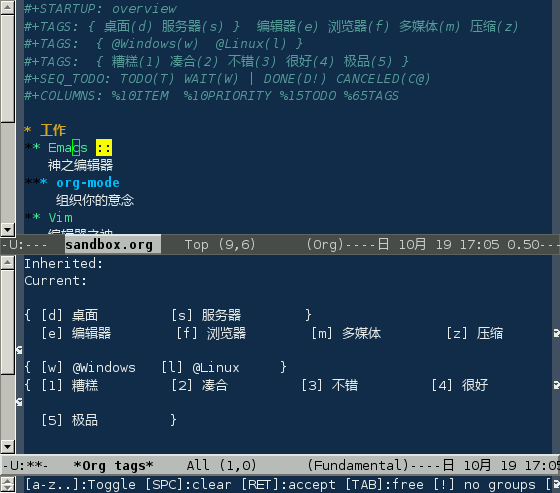 #+STARTUP: overview
#+TAGS: { 桌面(d) 服务器(s) }  编辑器(e) 浏览器(f) 多媒体(m) 压缩(z)
#+TAGS:  { @Windows(w)  @Linux(l) }
#+TAGS:  { 糟糕(1) 凑合(2) 不错(3) 很好(4) 极品(5) }
#+SEQ_TODO: TODO(T) WAIT(W) | DONE(D!) CANCELED(C@)
#+COLUMNS: %10ITEM  %10PRIORITY %15TODO %65TAGS
* 工作
** Emacs ::
神之编辑器
*** org-mode
组织你的意念
** Vim
编辑器之神
-U:---  sandbox.org    Top (9,6)      (Org)----日 10月 19 17:05 0.50---
Inherited:
Current:
{ [d] 桌面         [s] 服务器        }
[e] 编辑器        [f] 浏览器        [m] 多媒体        [z] 压缩
{ [w] @Windows   [l] @Linux     }
{ [1] 糟糕         [2] 凑合         [3] 不错         [4] 很好
[5] 极品         }
-U:**-   *Org tags*    All (1,0)      (Fundamental)----日 10月 19 17:05
[a-z..]:Toggle [SPC]:clear [RET]:accept [TAB]:free [!] no groups [